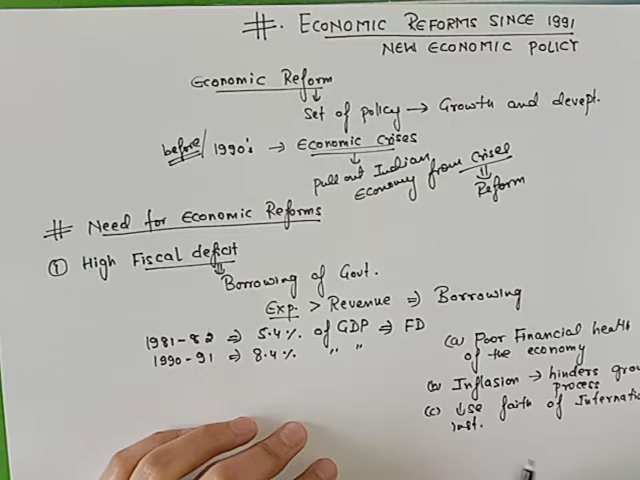 #. ECONOMIC REFORMS SINCE 1991
NEW ECONOMIC POLICY
Economic Reform
↓
Set of policy → Growth and devept.
before/1990's → Economic crises
↓
pull out Indian
Economy from crises
⇓
Reform
# Need for Economic Reforms
① High Fiscal deficit
⇓
Borrowing of Govt.
Exp. > Revenue ⇒ Borrowing
1981-82 ⇒ 5.4% of GDP ⇒ FD
1990-91 ⇒ 8.4% " "
(a) Poor Financial health
of the economy
(b) Inflasion → hinders grow
process
(c) ↓se faith of Internatio
inst.